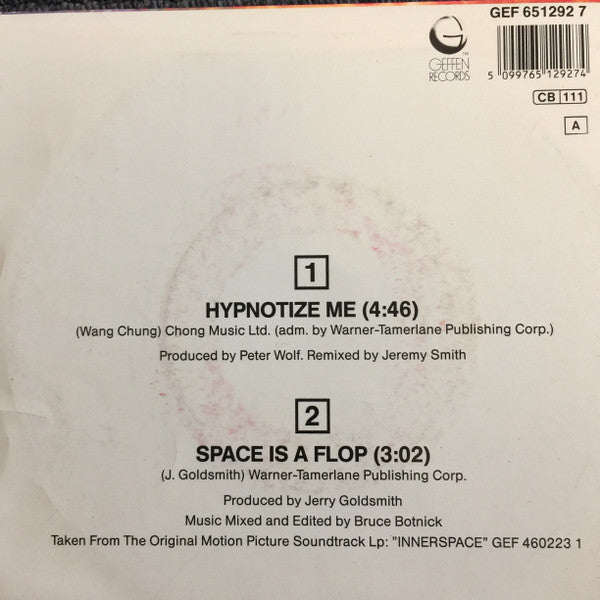 GEF 651292 7
G
GEFFEN
RECORDS
™
5 099765 129274
CB 111
A
1
HYPNOTIZE ME (4:46)
(Wang Chung) Chong Music Ltd. (adm. by Warner-Tamerlane Publishing Corp.)
Produced by Peter Wolf. Remixed by Jeremy Smith
2
SPACE IS A FLOP (3:02)
(J. Goldsmith) Warner-Tamerlane Publishing Corp.
Produced by Jerry Goldsmith
Music Mixed and Edited by Bruce Botnick
Taken From The Original Motion Picture Soundtrack Lp: "INNERSPACE" GEF 460223 1